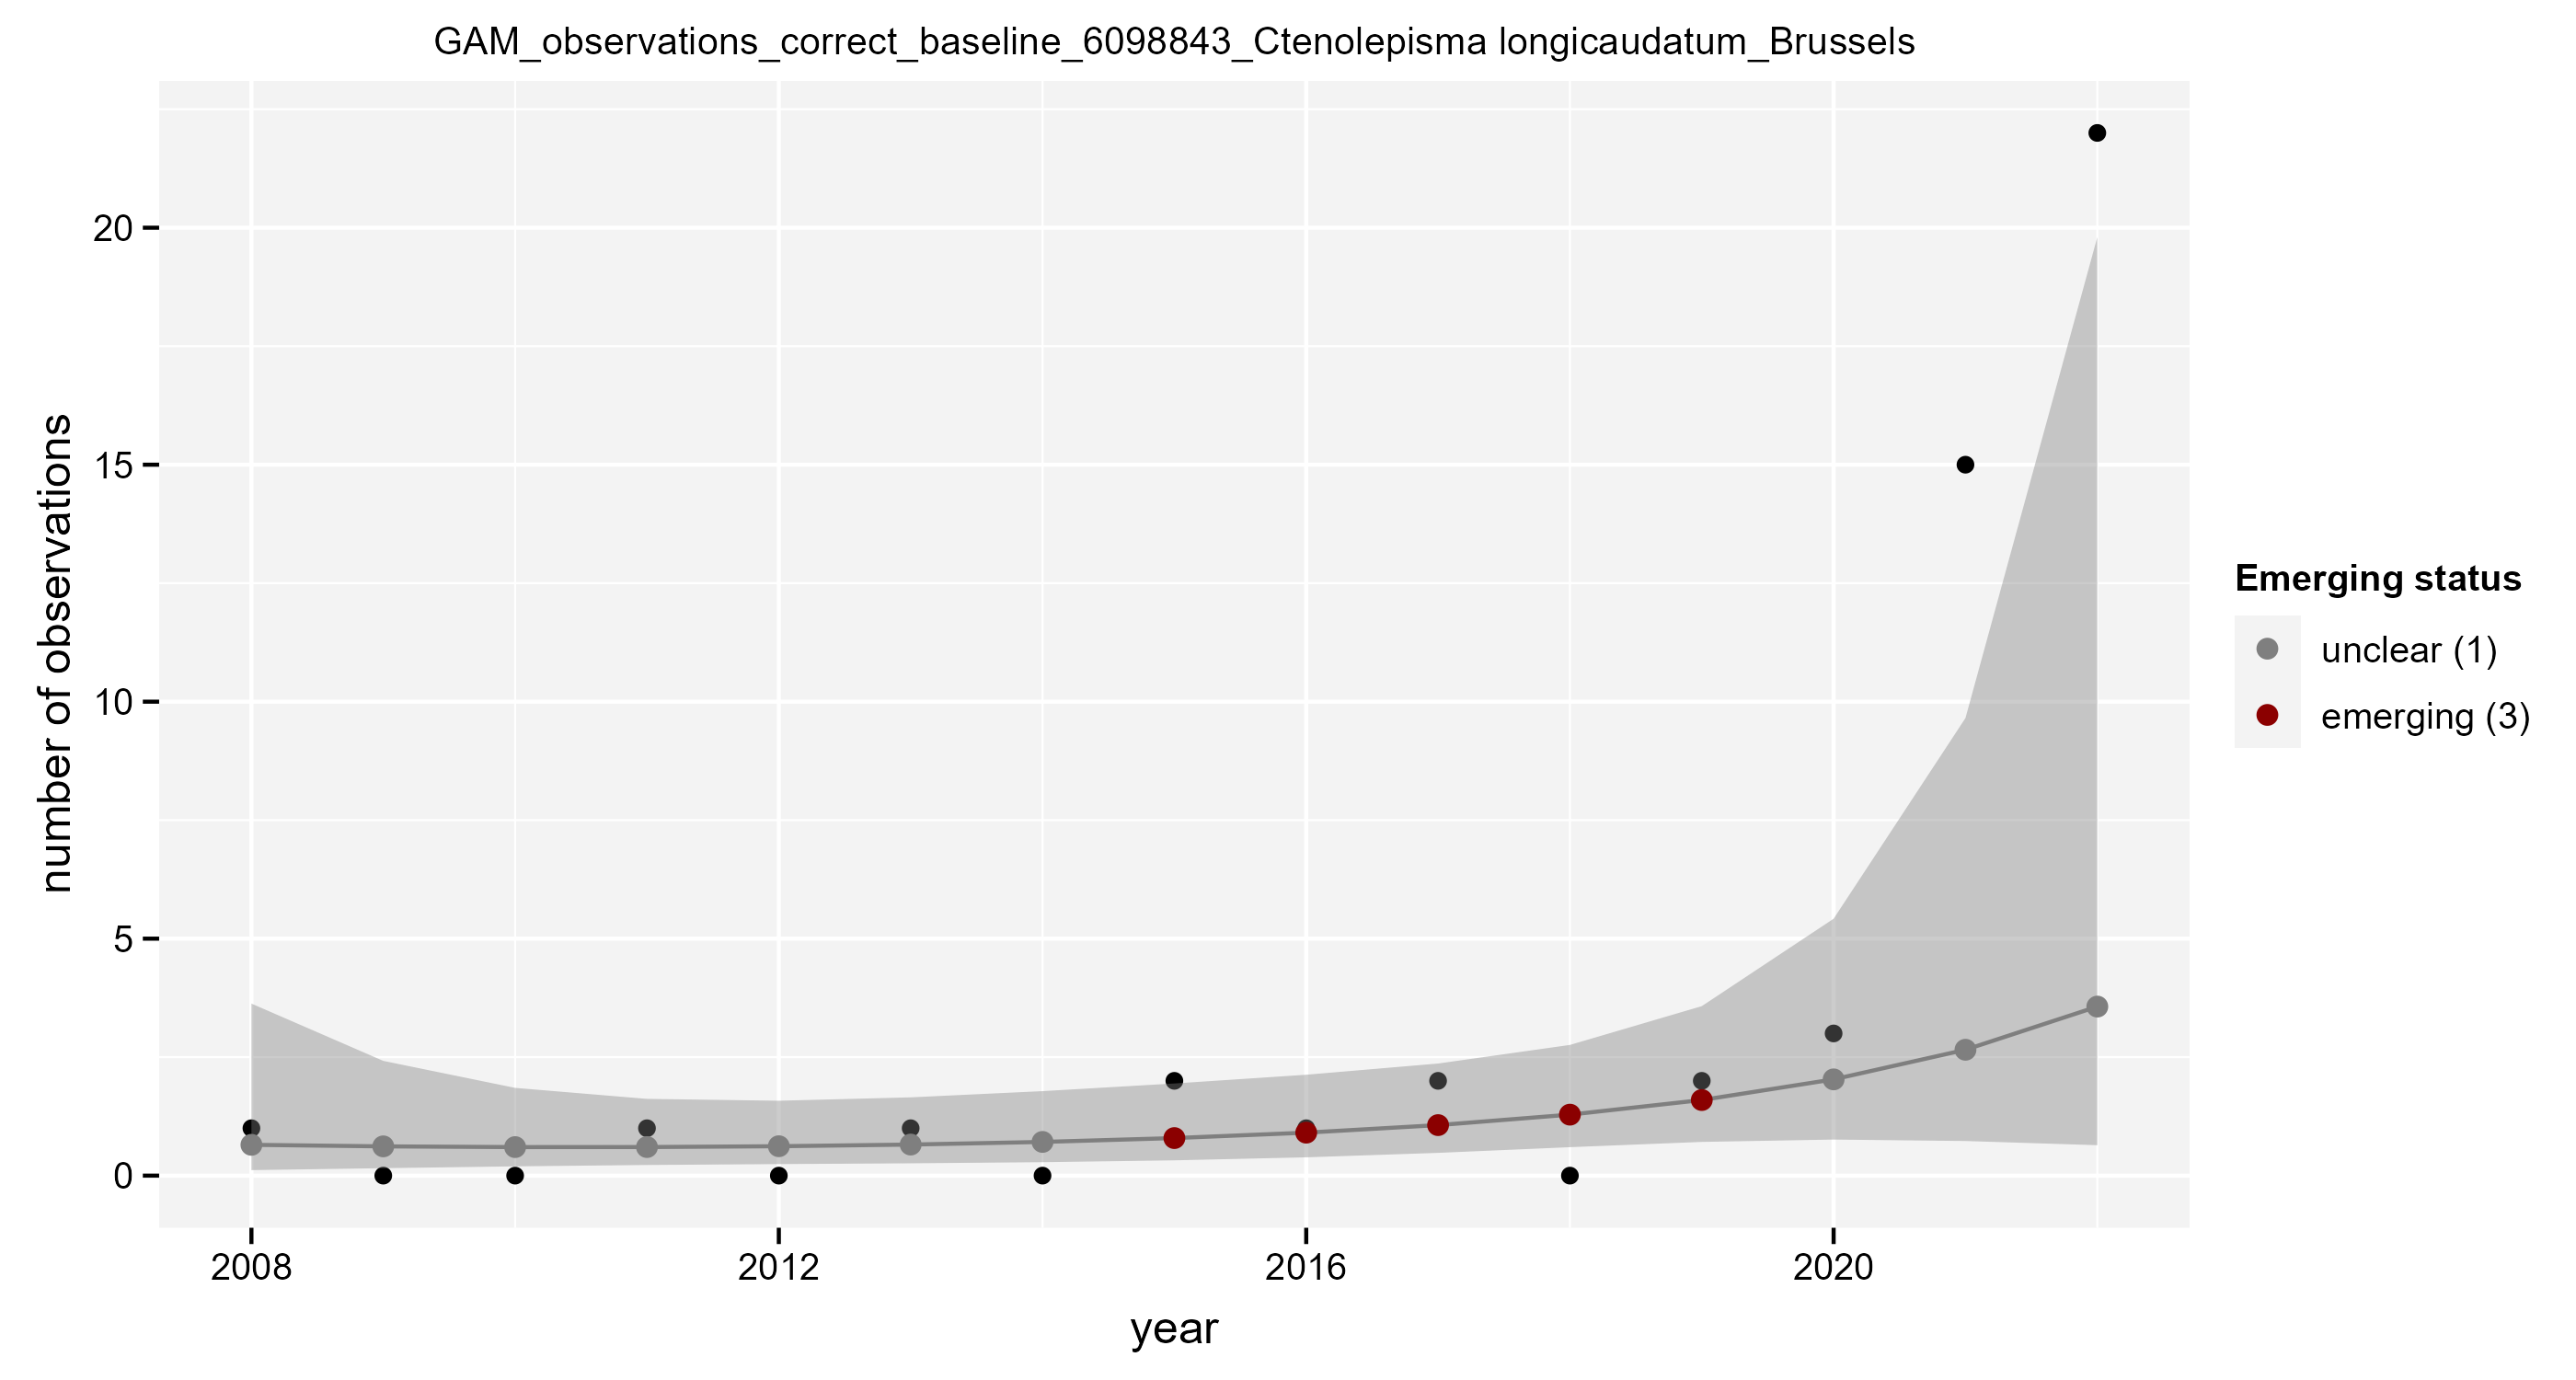 GAM_observations_correct_baseline_6098843_Ctenolepisma longicaudatum_Brussels
number of observations
20
15
10
5
0
2008
2012
2016
2020
year
Emerging status
unclear (1)
emerging (3)